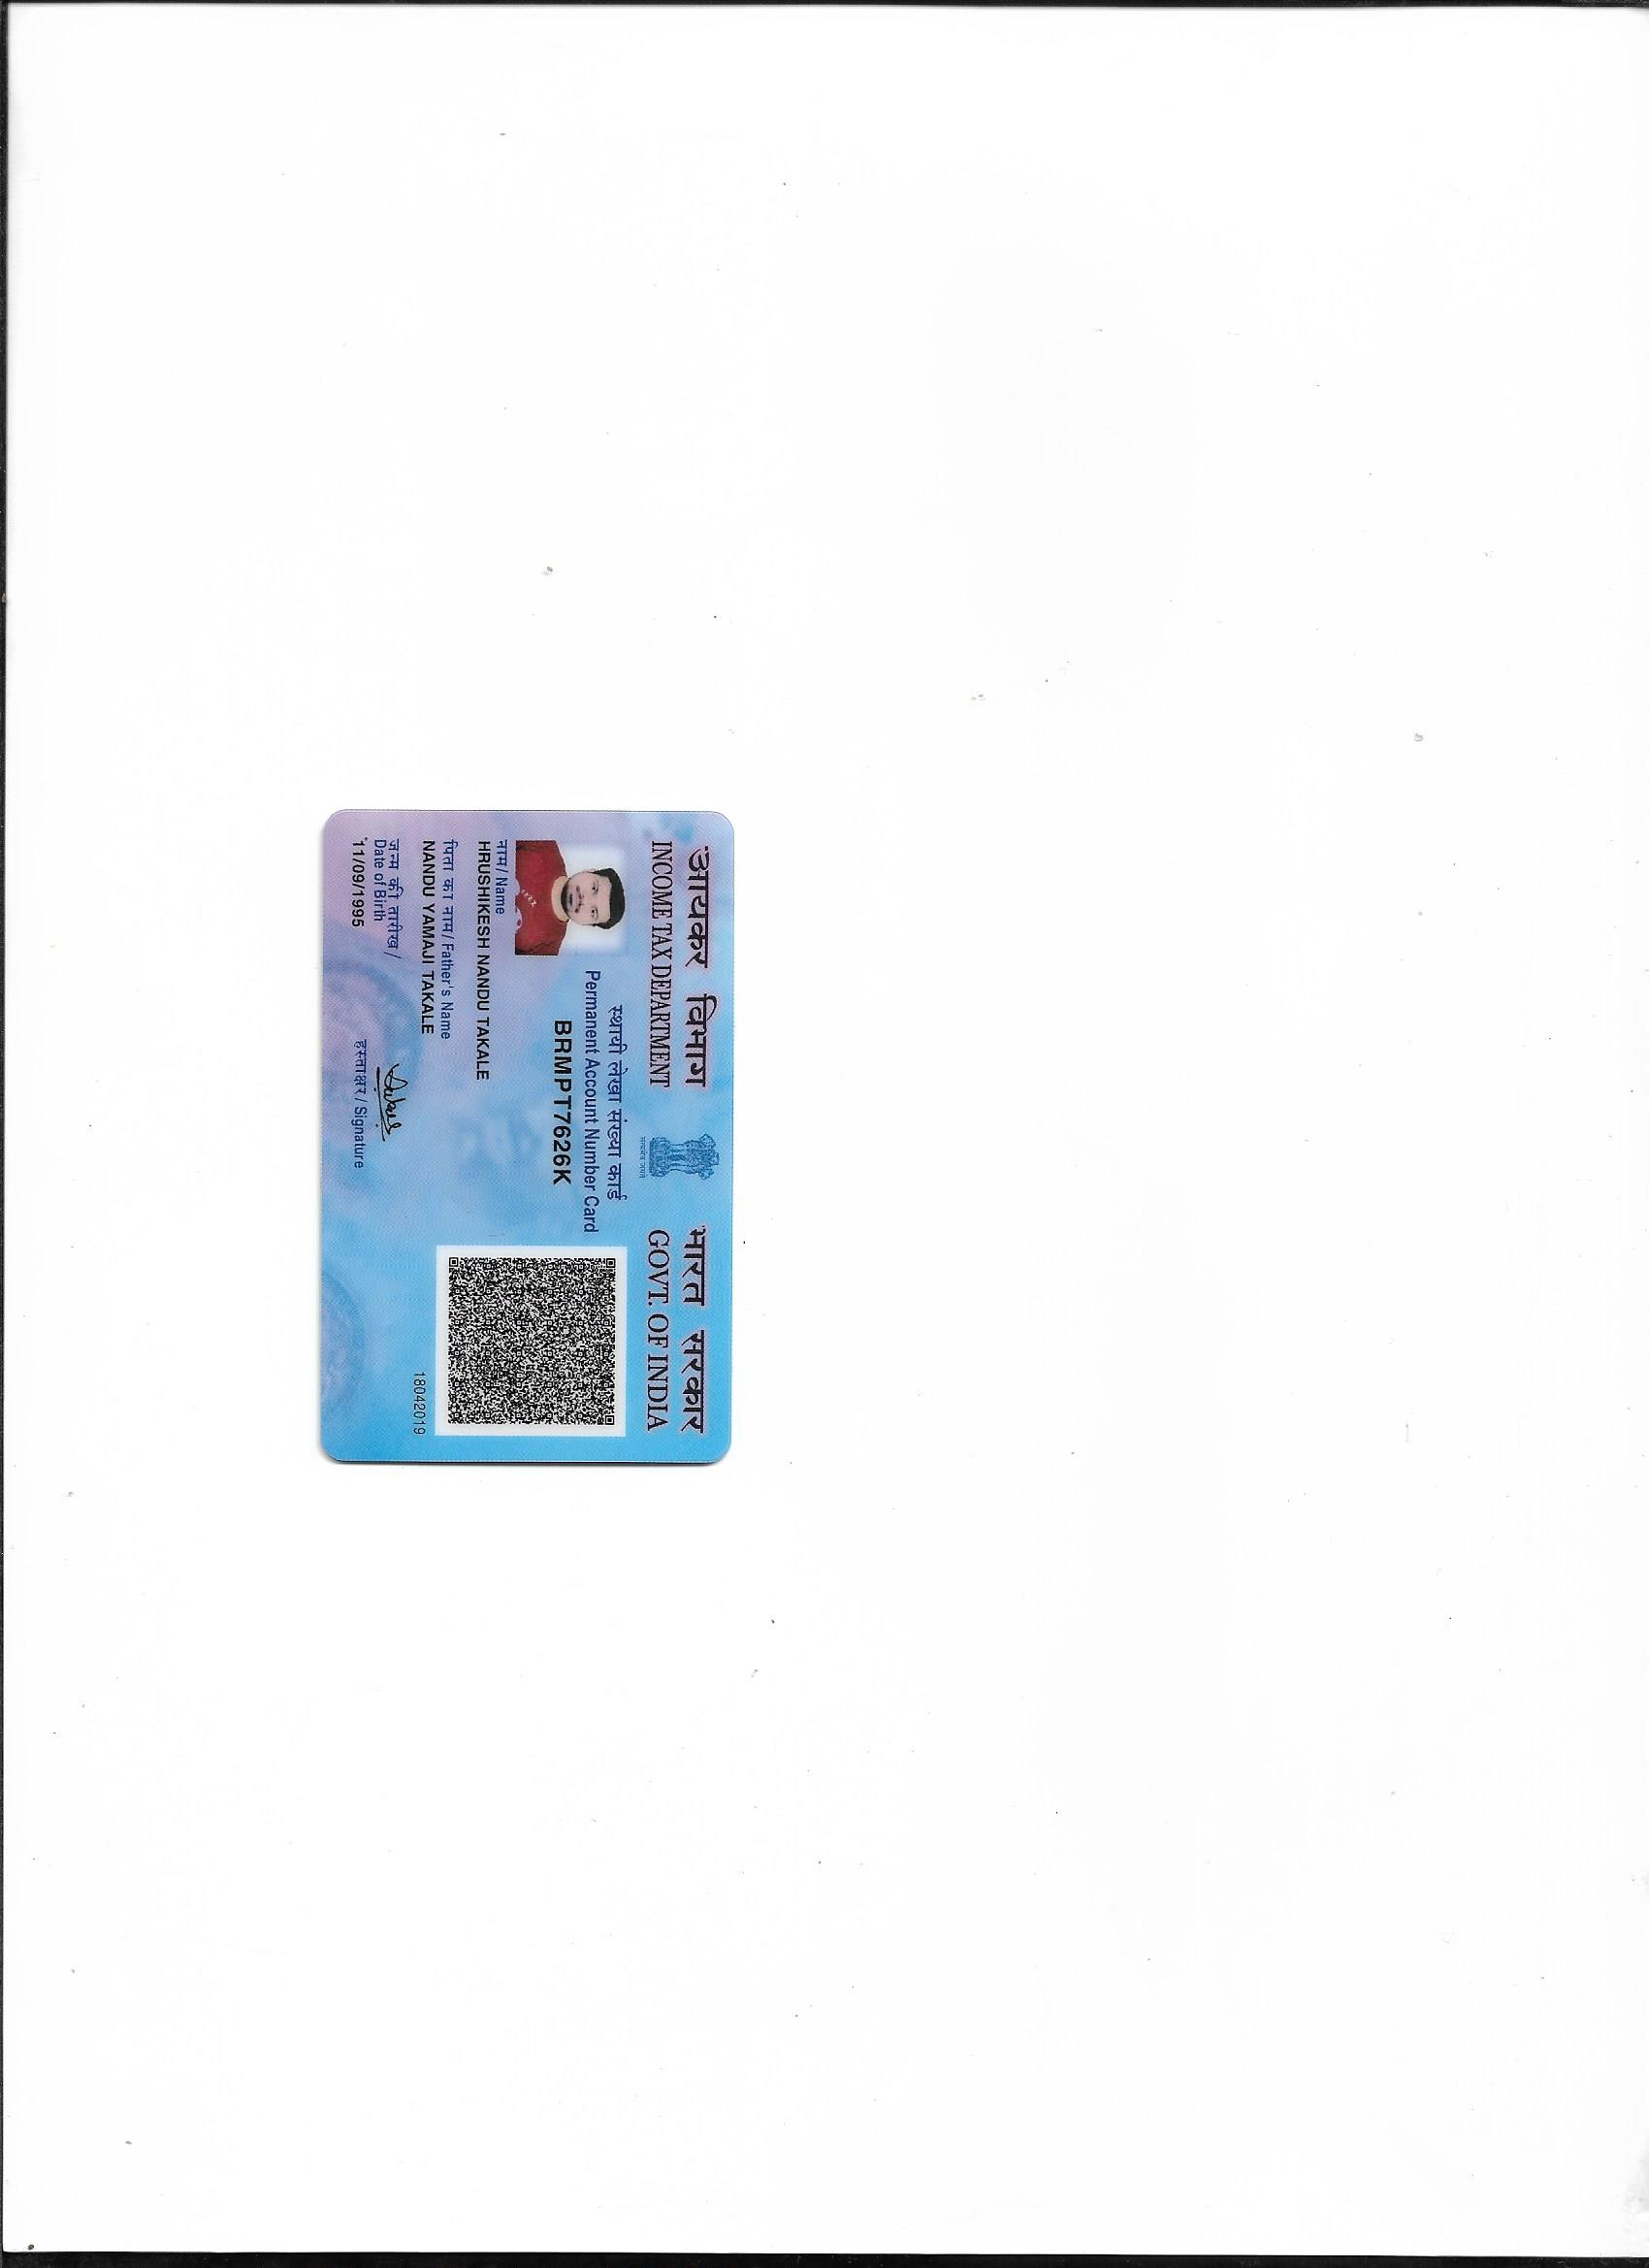 आयकर विभाग
INCOME TAX DEPARTMENT
भारत सरकार
GOVT. OF INDIA
सत्यमेव जयते
स्थायी लेखा संख्या कार्ड
Permanent Account Number Card
BRMPT7626K
नाम / Name
HRUSHIKESH NANDU TAKALE
पिता का नाम / Father's Name
NANDU YAMAJI TAKALE
जन्म की तारीख /
Date of Birth
11/09/1995
हस्ताक्षर / Signature
18042019